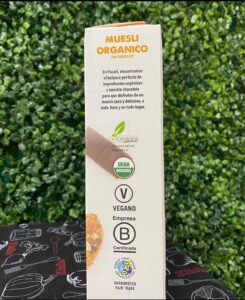 MUESLI
ORGANICO
CON CHOCOLATE
En Pacari, encontramos
el balance perfecto de
ingredientes orgánicos
y nuestro chocolate
para que disfrutes de un
muesli sano y delicioso, a
toda hora y en todo lugar.
USDA
ORGANIC
V
VEGANO
Empresa
B
Certificada
GUARANTEED
FAIR TRADE